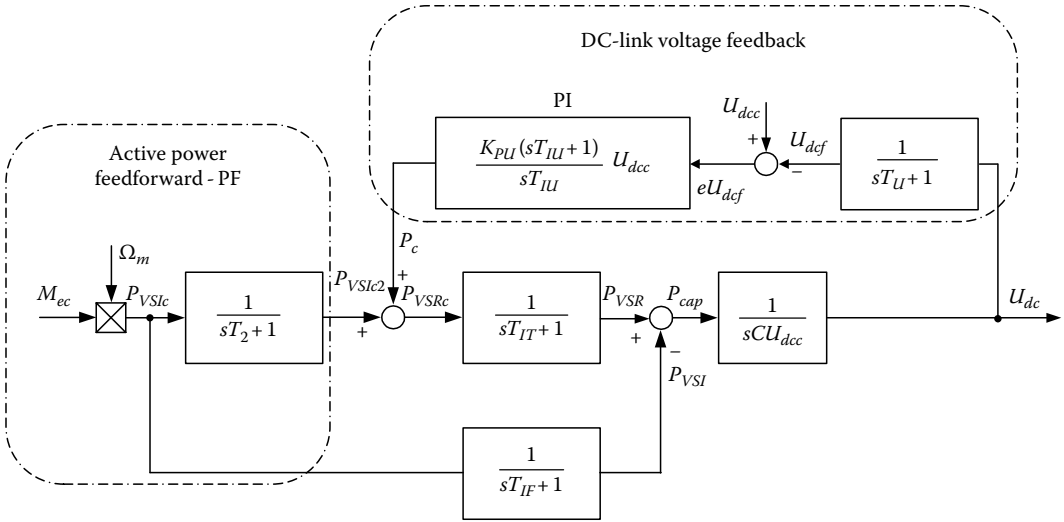 DC-link voltage feedback
PI
U_dcc
K_PU (sT_IU + 1)
sT_IU
U_dcc
+
U_dcf
−
1
sT_U + 1
eU_dcf
Active power
feedforward - PF
P_c
+
Ω_m
M_ec
P_VSIc
1
sT_2 + 1
P_VSIc2
+
P_VSRc
1
sT_IT + 1
P_VSR
+
P_cap
−
P_VSI
1
sCU_dcc
U_dc
1
sT_IF + 1